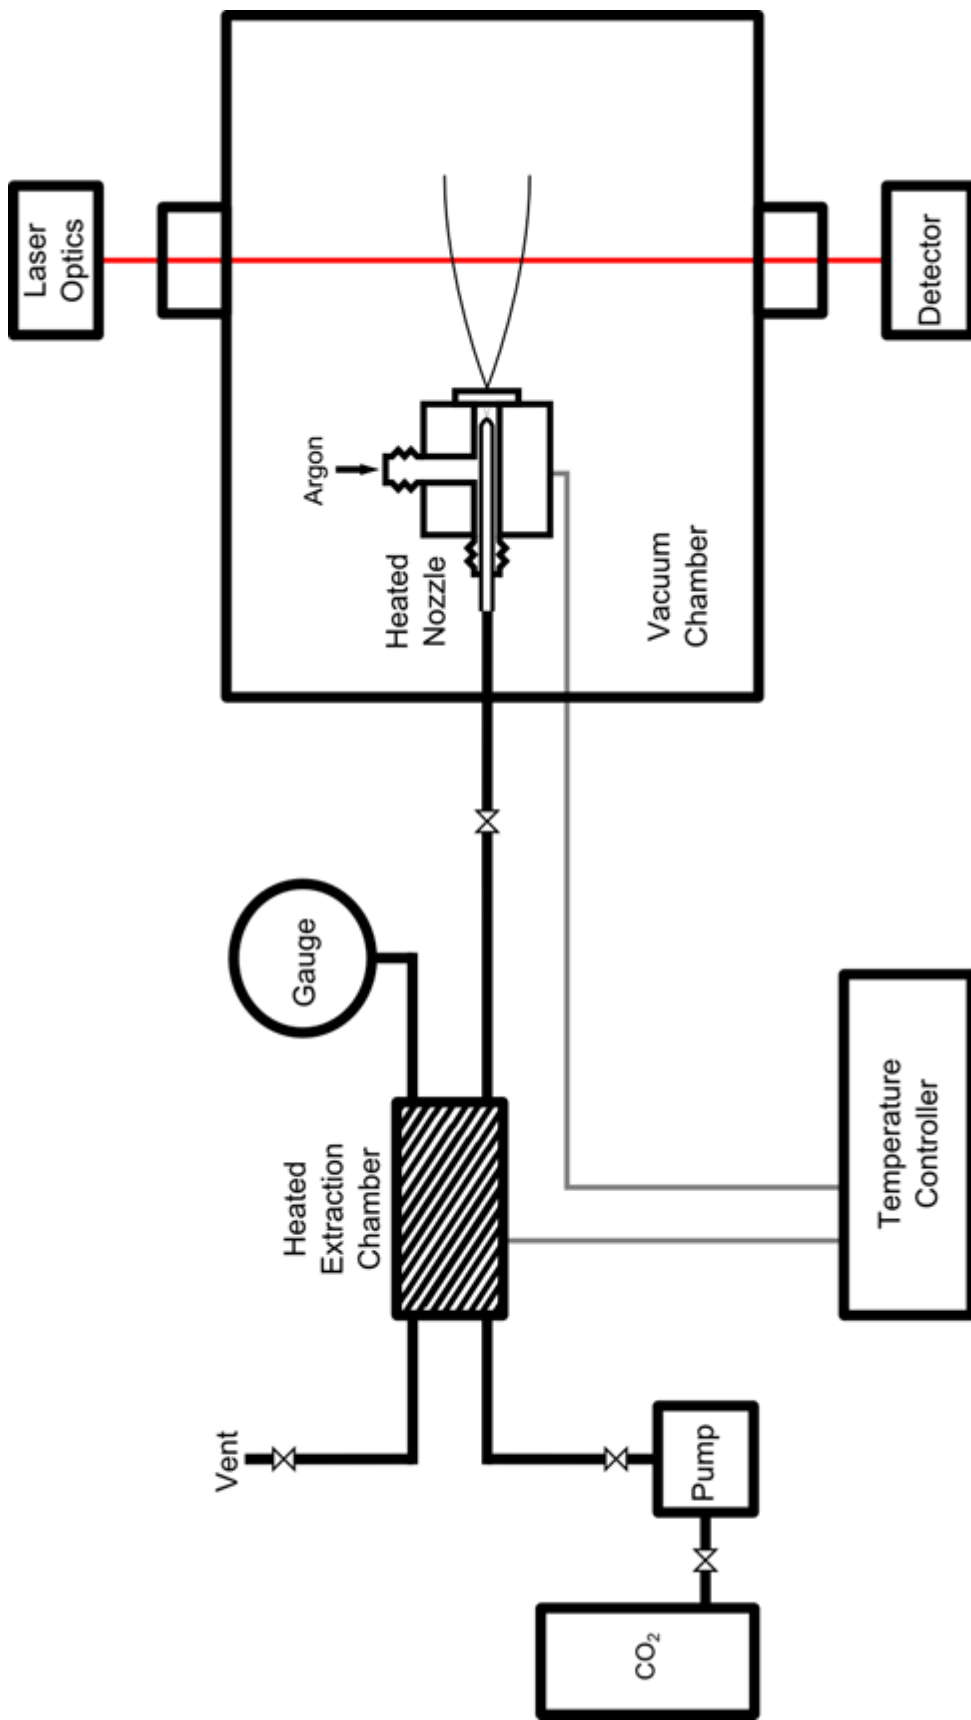 CO₂
Pump
Vent
Heated
Extraction
Chamber
Gauge
Temperature
Controller
Heated
Nozzle
Argon
Vacuum
Chamber
Laser
Optics
Detector